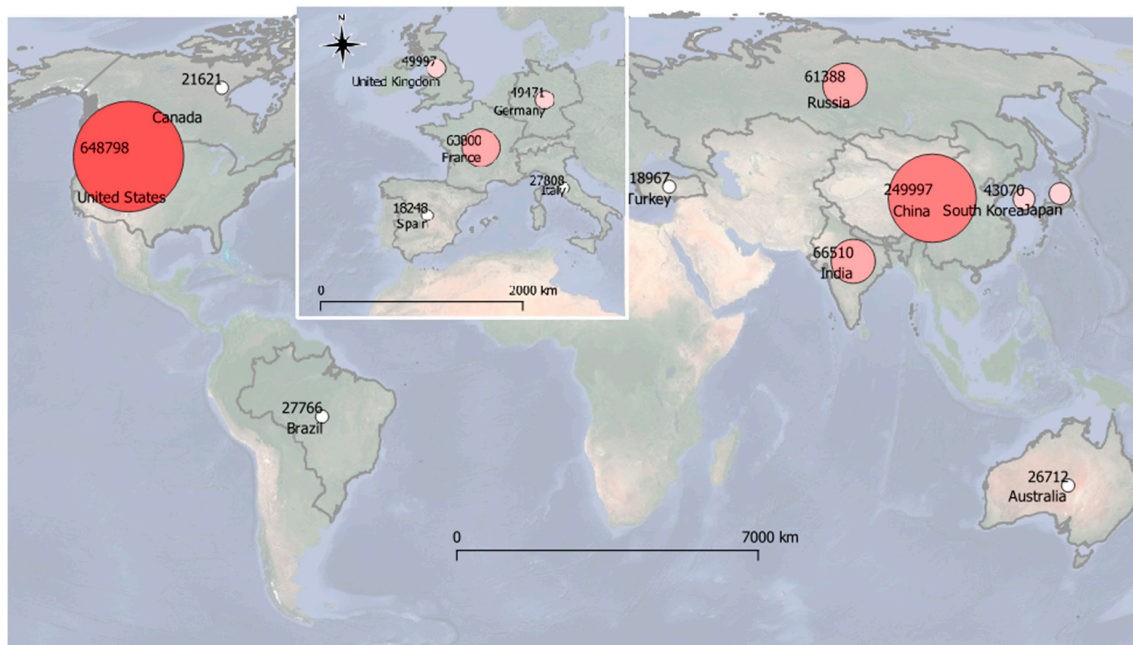 N
49997
United Kingdom
49471
Germany
63800
France
27808
Italy
18248
Spain
0
2000 km
21621
Canada
648798
United States
61388
Russia
18967
Turkey
249997
China
43070
South Korea
Japan
66510
India
27766
Brazil
26712
Australia
0
7000 km